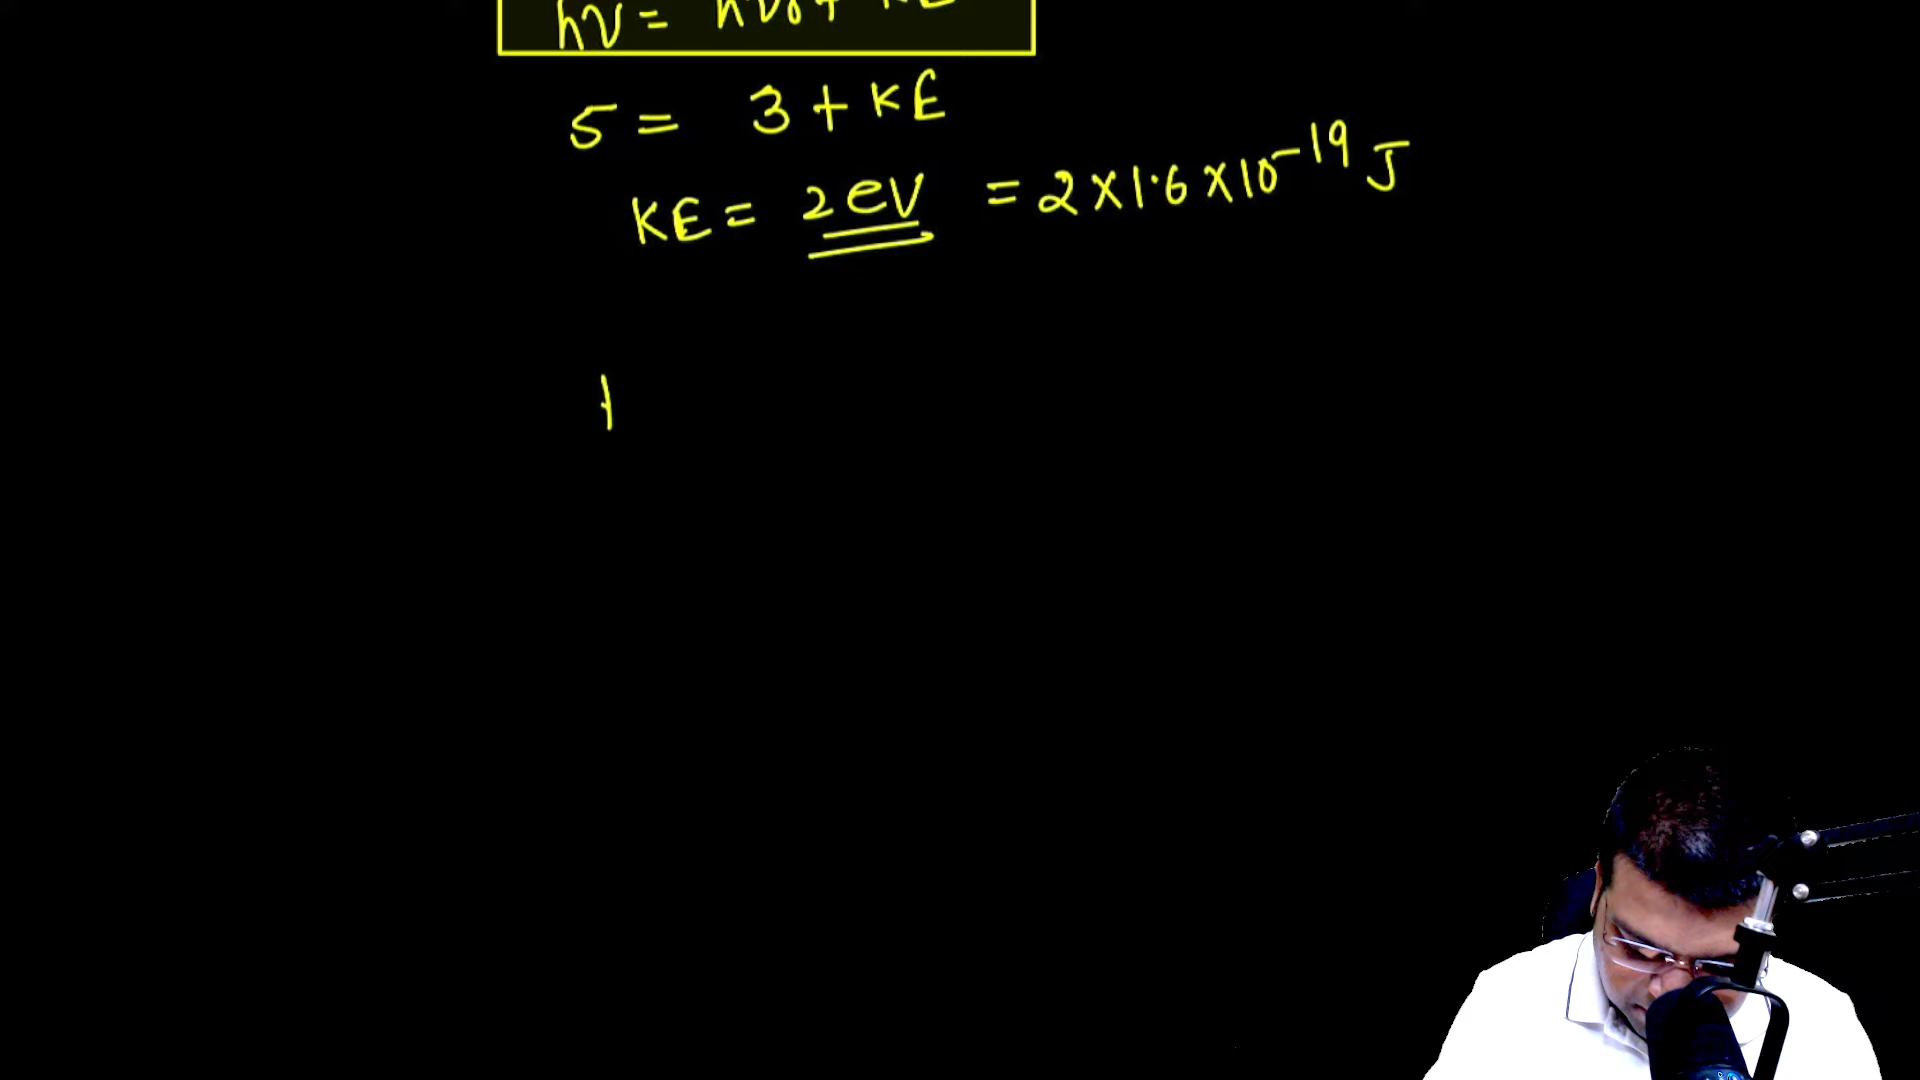 hν = hν₀ + KE
5 = 3 + KE
KE = 2eV = 2×1.6×10⁻¹⁹ J